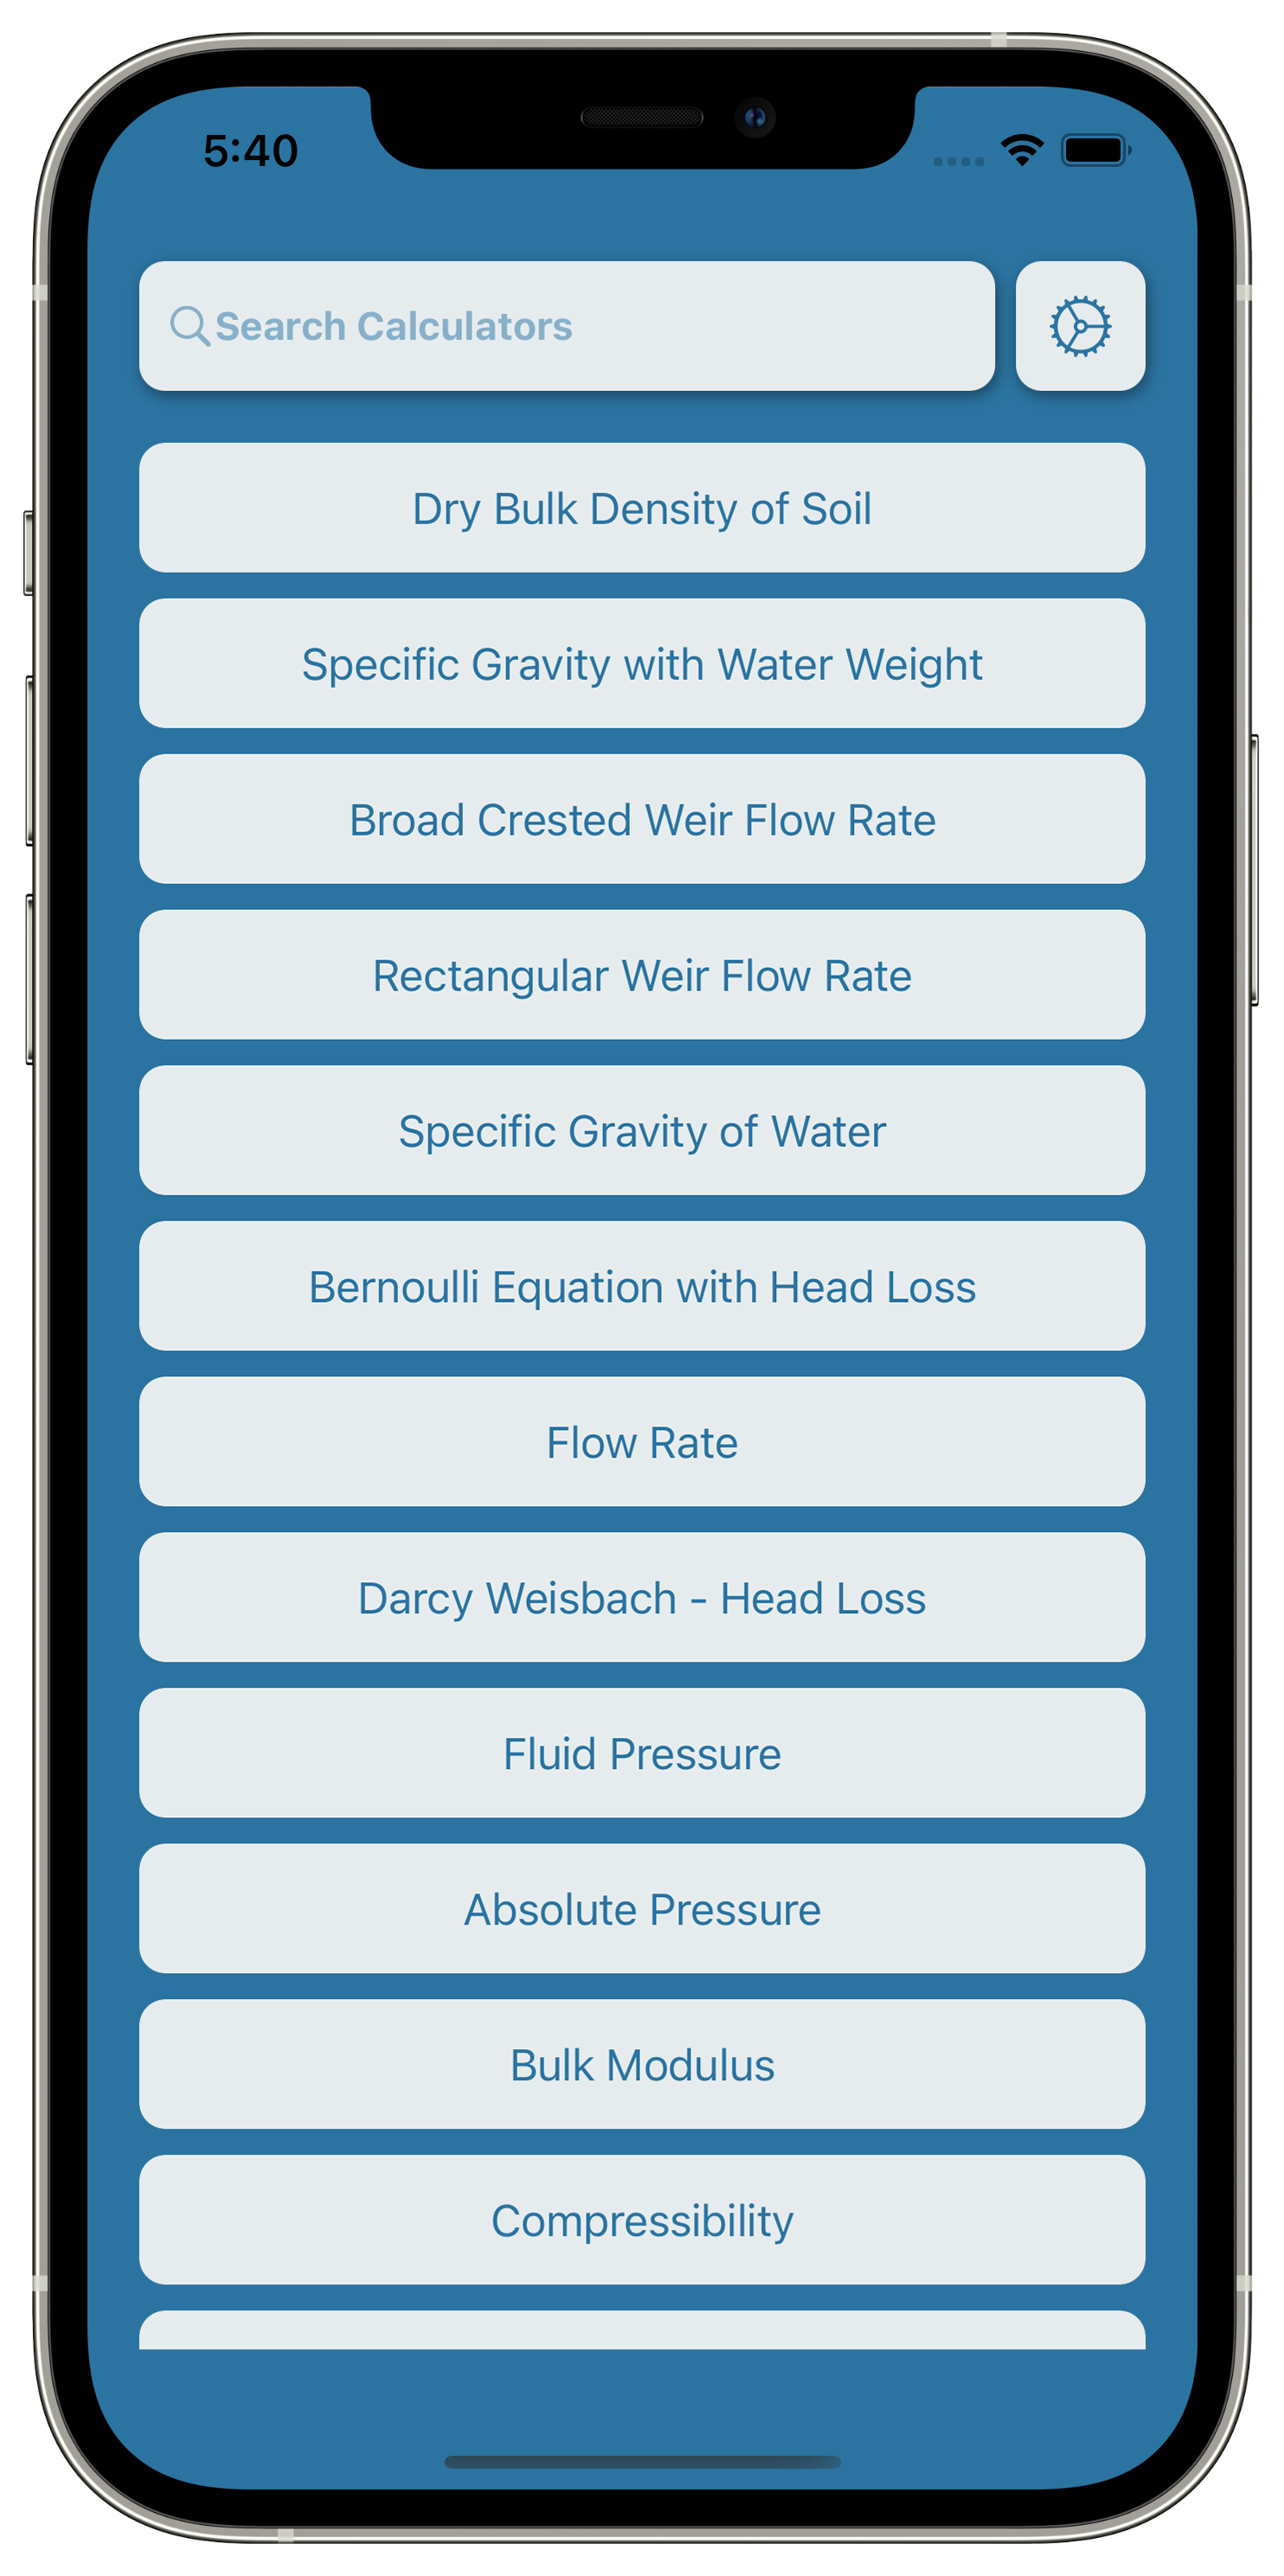 5:40
Search Calculators
Dry Bulk Density of Soil
Specific Gravity with Water Weight
Broad Crested Weir Flow Rate
Rectangular Weir Flow Rate
Specific Gravity of Water
Bernoulli Equation with Head Loss
Flow Rate
Darcy Weisbach - Head Loss
Fluid Pressure
Absolute Pressure
Bulk Modulus
Compressibility